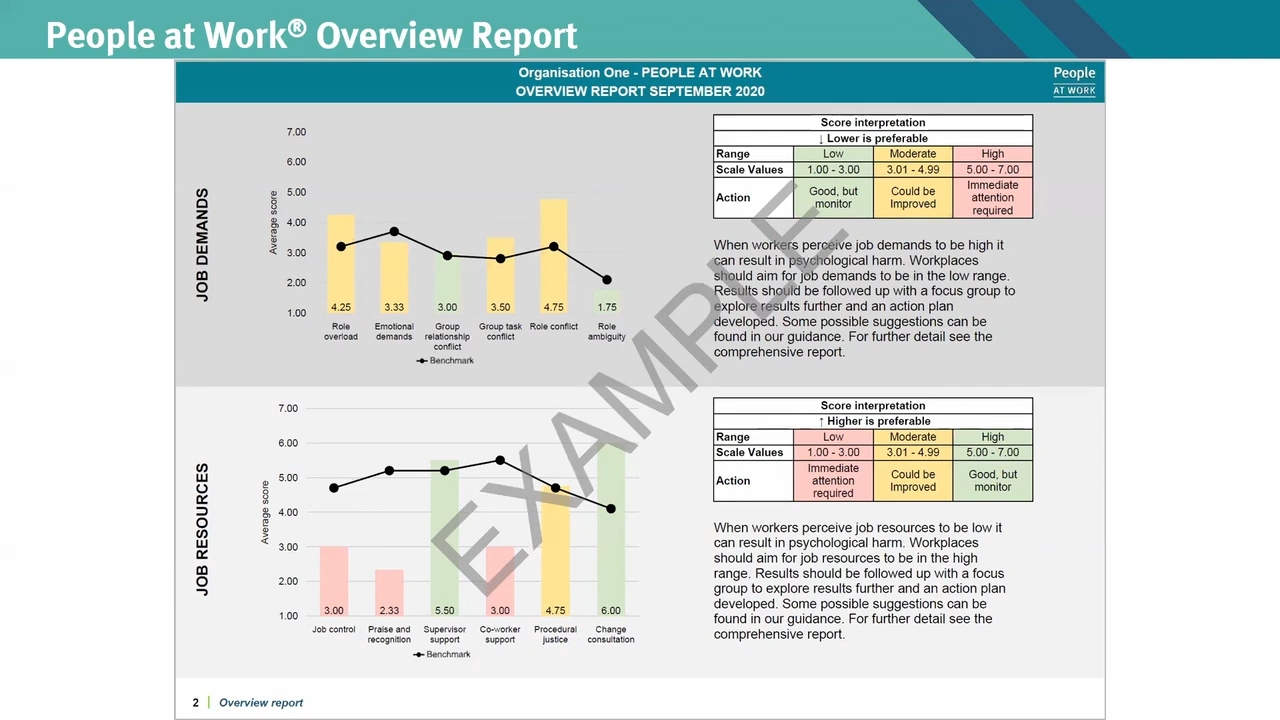 People at Work® Overview Report
Organisation One - PEOPLE AT WORK
OVERVIEW REPORT SEPTEMBER 2020
People
AT WORK
JOB DEMANDS
Average score
7.00
6.00
5.00
4.00
3.00
2.00
1.00
4.25 3.33 3.00 3.50 4.75 1.75
Role overload
Emotional demands
Group relationship conflict
Group task conflict
Role conflict
Role ambiguity
Benchmark
Score interpretation
↓ Lower is preferable
Range Low Moderate High
Scale Values 1.00 - 3.00 3.01 - 4.99 5.00 - 7.00
Action Good, but monitor Could be Improved Immediate attention required
When workers perceive job demands to be high it
can result in psychological harm. Workplaces
should aim for job demands to be in the low range.
Results should be followed up with a focus group to
explore results further and an action plan
developed. Some possible suggestions can be
found in our guidance. For further detail see the
comprehensive report.
EXAMPLE
JOB RESOURCES
Average score
7.00
6.00
5.00
4.00
3.00
2.00
1.00
3.00 2.33 5.50 3.00 4.75 6.00
Job control
Praise and recognition
Supervisor support
Co-worker support
Procedural justice
Change consultation
Benchmark
Score interpretation
↑ Higher is preferable
Range Low Moderate High
Scale Values 1.00 - 3.00 3.01 - 4.99 5.00 - 7.00
Action Immediate attention required Could be Improved Good, but monitor
When workers perceive job resources to be low it
can result in psychological harm. Workplaces
should aim for job resources to be in the high
range. Results should be followed up with a focus
group to explore results further and an action plan
developed. Some possible suggestions can be
found in our guidance. For further detail see the
comprehensive report.
2 | Overview report